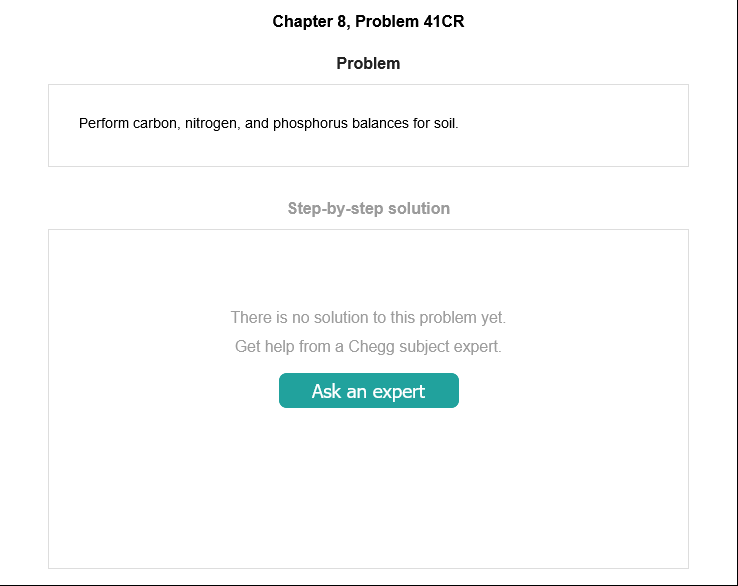 Chapter 8, Problem 41CR
Problem
Perform carbon, nitrogen, and phosphorus balances for soil.
Step-by-step solution
There is no solution to this problem yet.
Get help from a Chegg subject expert.
Ask an expert